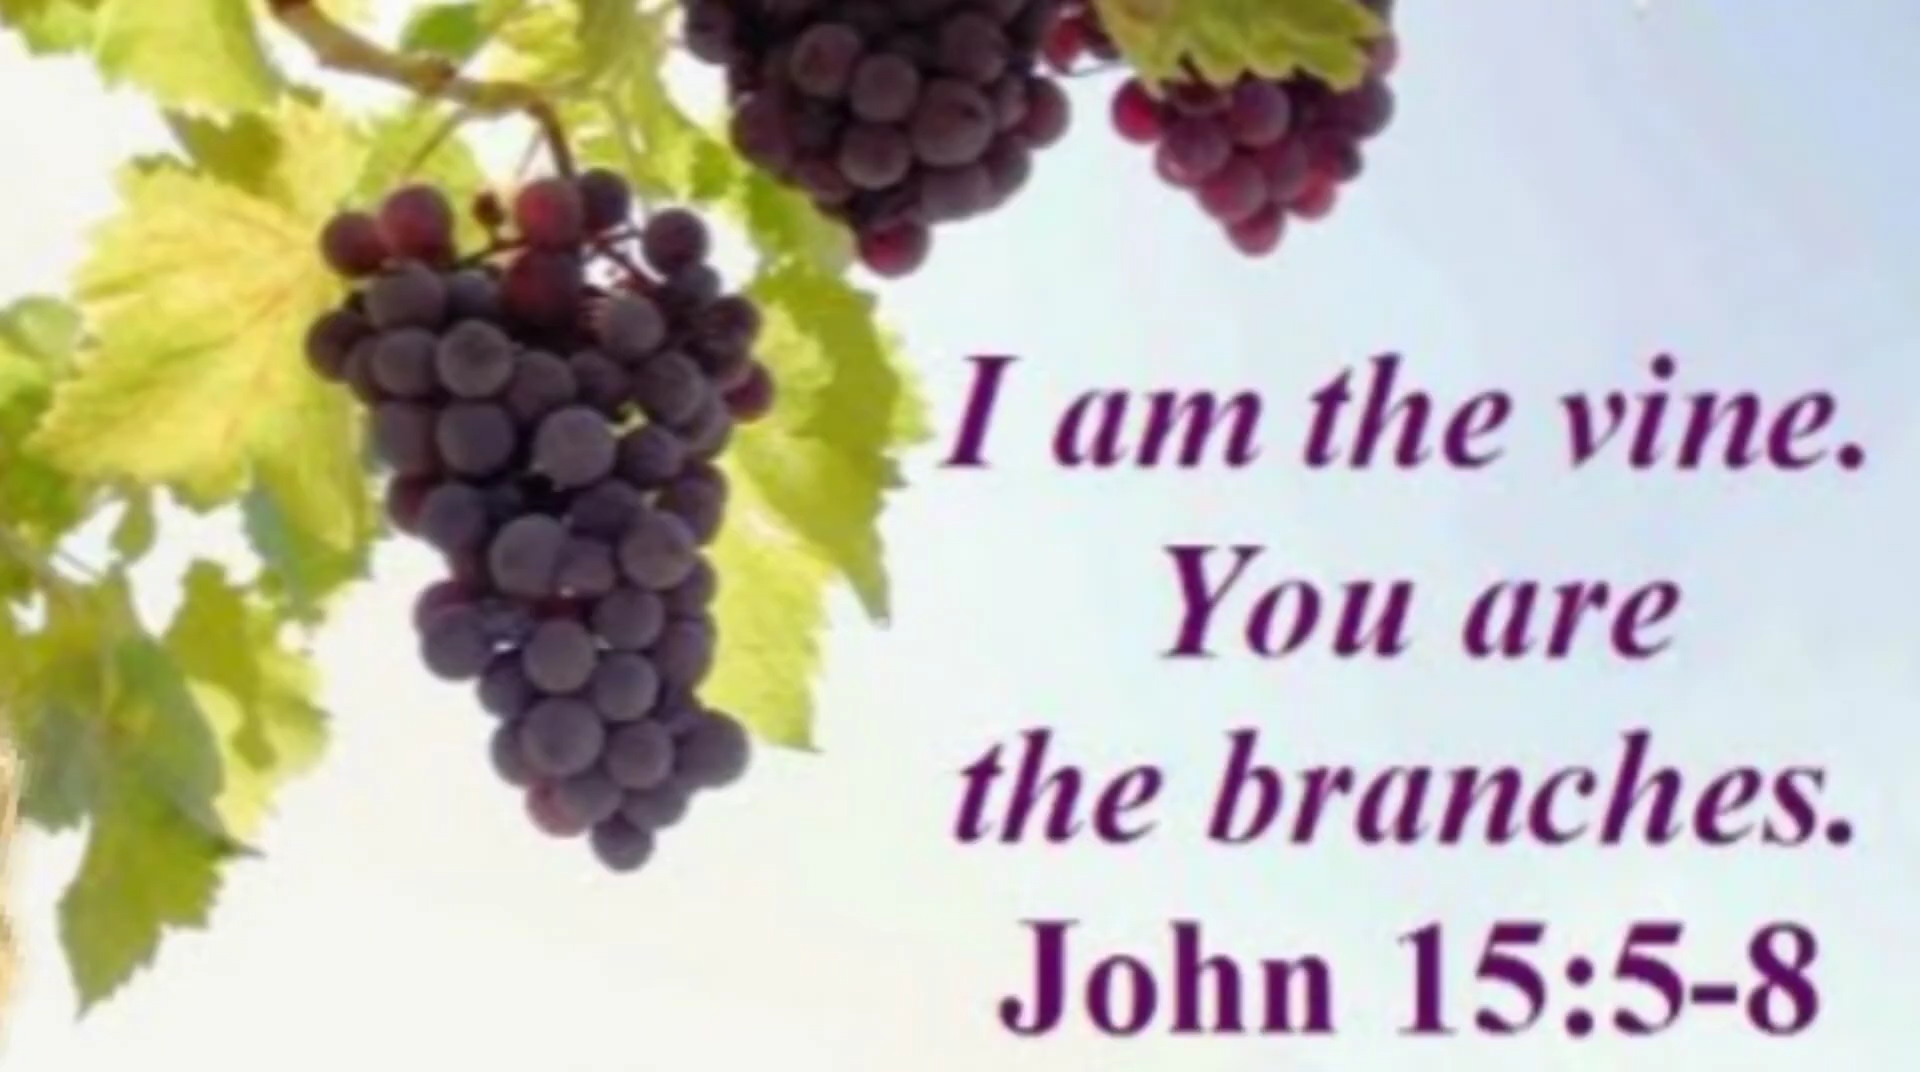 I am the vine.
You are
the branches.
John 15:5-8